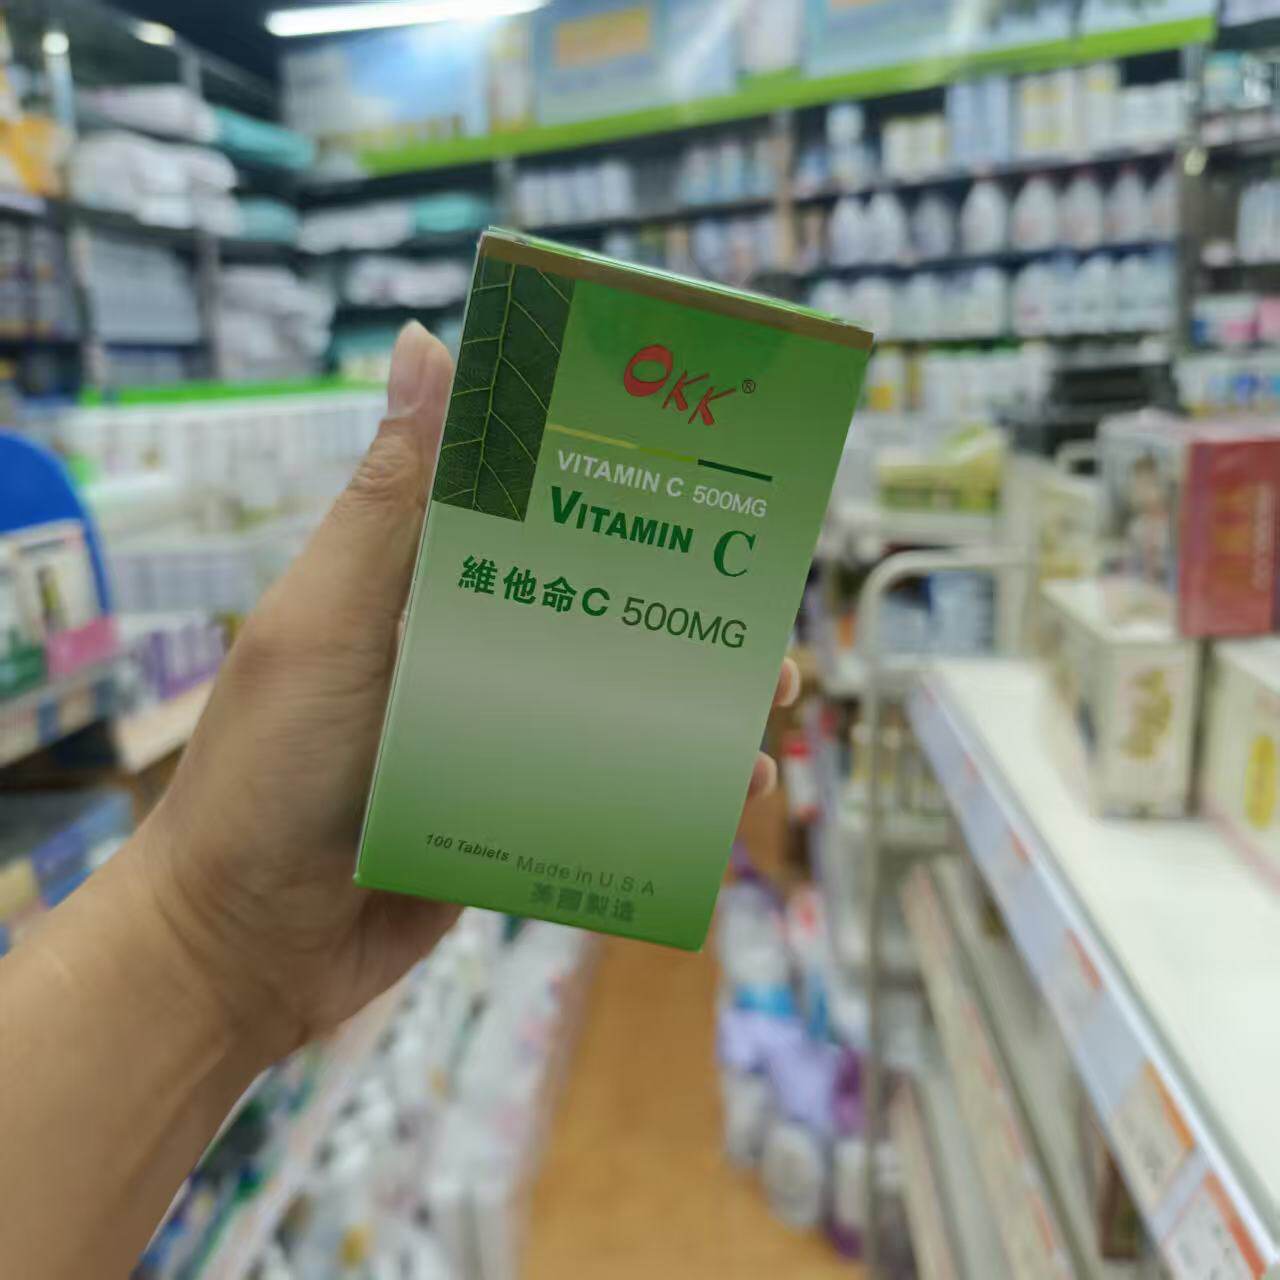 OKK®
VITAMIN C 500MG
VITAMIN C
維他命C 500MG
100 Tablets Made in U.S.A
美國製造